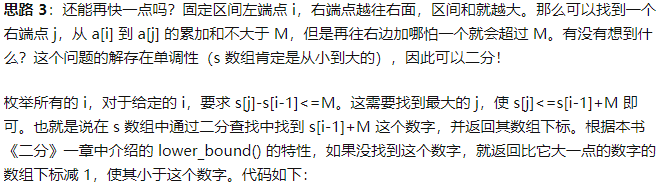 思路 3：还能再快一点吗？固定区间左端点 i，右端点越往右面，区间和就越大。那么可以找到一个
右端点 j，从 a[i] 到 a[j] 的累加和不大于 M，但是再往右边加哪怕一个就会超过 M。有没有想到什
么？这个问题的解存在单调性（s 数组肯定是从小到大的），因此可以二分！
枚举所有的 i，对于给定的 i，要求 s[j]-s[i-1]<=M。这需要找到最大的 j，使 s[j]<=s[i-1]+M 即
可。也就是说在 s 数组中通过二分查找中找到 s[i-1]+M 这个数字，并返回其数组下标。根据本书
《二分》一章中介绍的 lower_bound() 的特性，如果没找到这个数字，就返回比它大一点的数字的
数组下标减 1，使其小于这个数字。代码如下：